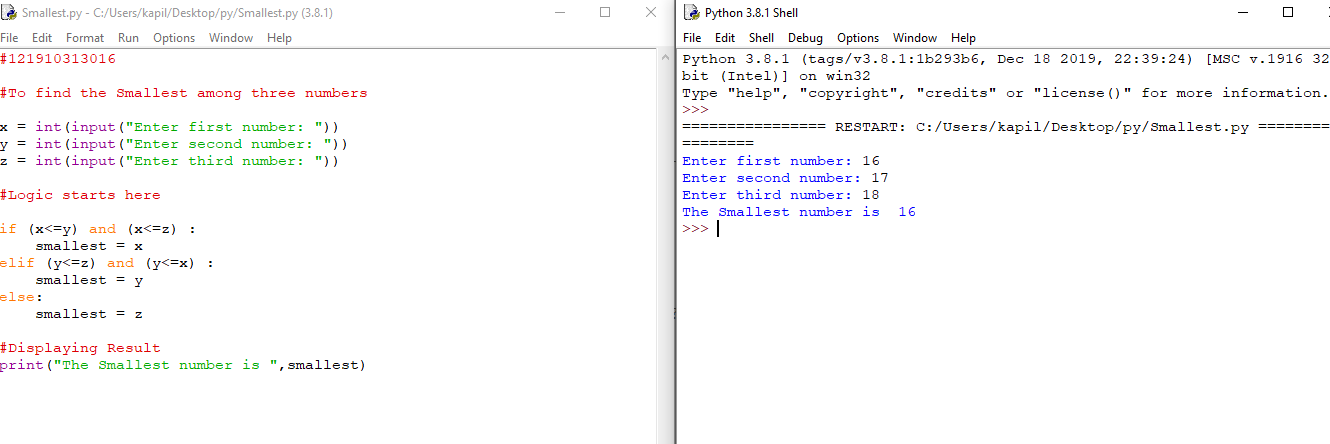 Smallest.py - C:/Users/kapil/Desktop/py/Smallest.py (3.8.1)
File Edit Format Run Options Window Help
#121910313016
#To find the Smallest among three numbers
x = int(input("Enter first number: "))
y = int(input("Enter second number: "))
z = int(input("Enter third number: "))
#Logic starts here
if (x<=y) and (x<=z) :
    smallest = x
elif (y<=z) and (y<=x) :
    smallest = y
else:
    smallest = z
#Displaying Result
print("The Smallest number is ",smallest)
Python 3.8.1 Shell
File Edit Shell Debug Options Window Help
Python 3.8.1 (tags/v3.8.1:1b293b6, Dec 18 2019, 22:39:24) [MSC v.1916 32
bit (Intel)] on win32
Type "help", "copyright", "credits" or "license()" for more information.
>>>
================ RESTART: C:/Users/kapil/Desktop/py/Smallest.py ========
========
Enter first number: 16
Enter second number: 17
Enter third number: 18
The Smallest number is  16
>>>